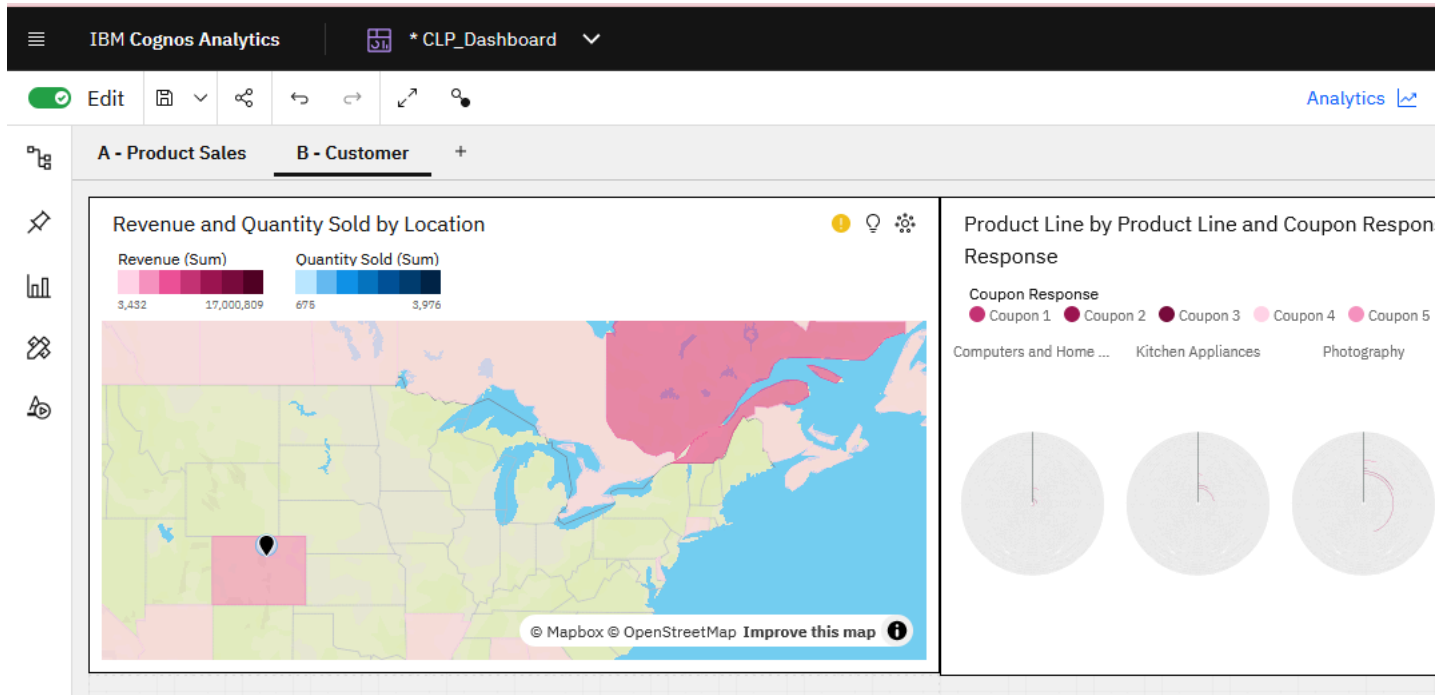 IBM Cognos Analytics
* CLP_Dashboard
Edit
Analytics
A - Product Sales
B - Customer
+
Revenue and Quantity Sold by Location
Revenue (Sum)
Quantity Sold (Sum)
3,432
17,000,809
675
3,976
© Mapbox © OpenStreetMap Improve this map
Product Line by Product Line and Coupon Respon
Response
Coupon Response
Coupon 1
Coupon 2
Coupon 3
Coupon 4
Coupon 5
Computers and Home ...
Kitchen Appliances
Photography